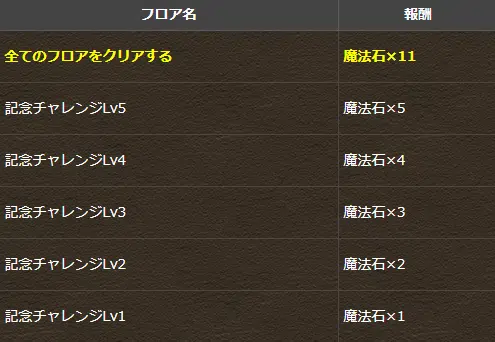 フロア名 報酬
全てのフロアをクリアする 魔法石×11
記念チャレンジLv5 魔法石×5
記念チャレンジLv4 魔法石×4
記念チャレンジLv3 魔法石×3
記念チャレンジLv2 魔法石×2
記念チャレンジLv1 魔法石×1